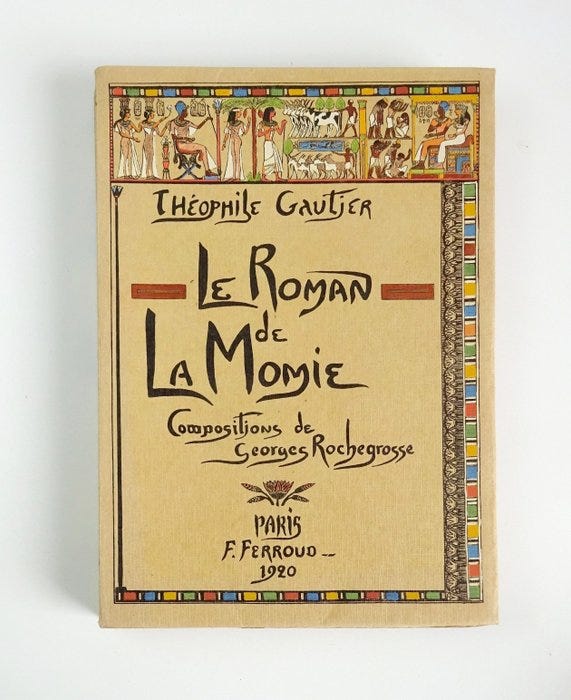 Théophile Gautier
Le Roman
de
La Momie
Compositions de
Georges Rochegrosse
PARIS
F. FERROUD --
1920